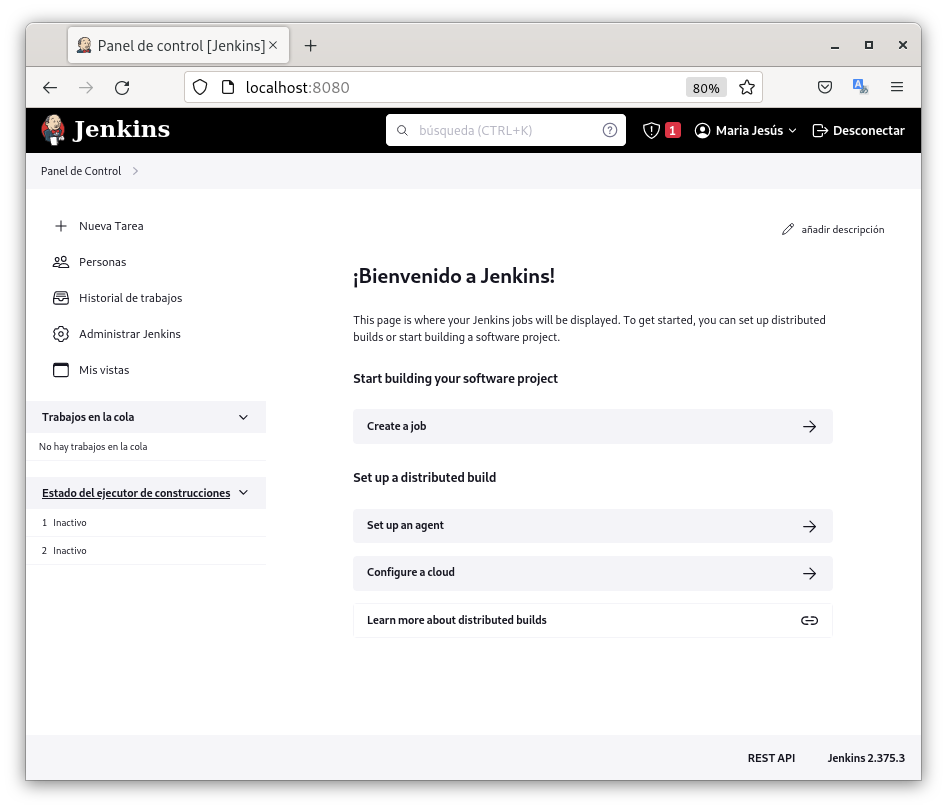 Panel de control [Jenkins]
localhost:8080
80%
Jenkins
búsqueda (CTRL+K)
1
Maria Jesús
Desconectar
Panel de Control
Nueva Tarea
Personas
Historial de trabajos
Administrar Jenkins
Mis vistas
Trabajos en la cola
No hay trabajos en la cola
Estado del ejecutor de construcciones
1 Inactivo
2 Inactivo
añadir descripción
¡Bienvenido a Jenkins!
This page is where your Jenkins jobs will be displayed. To get started, you can set up distributed
builds or start building a software project.
Start building your software project
Create a job
Set up a distributed build
Set up an agent
Configure a cloud
Learn more about distributed builds
REST API
Jenkins 2.375.3